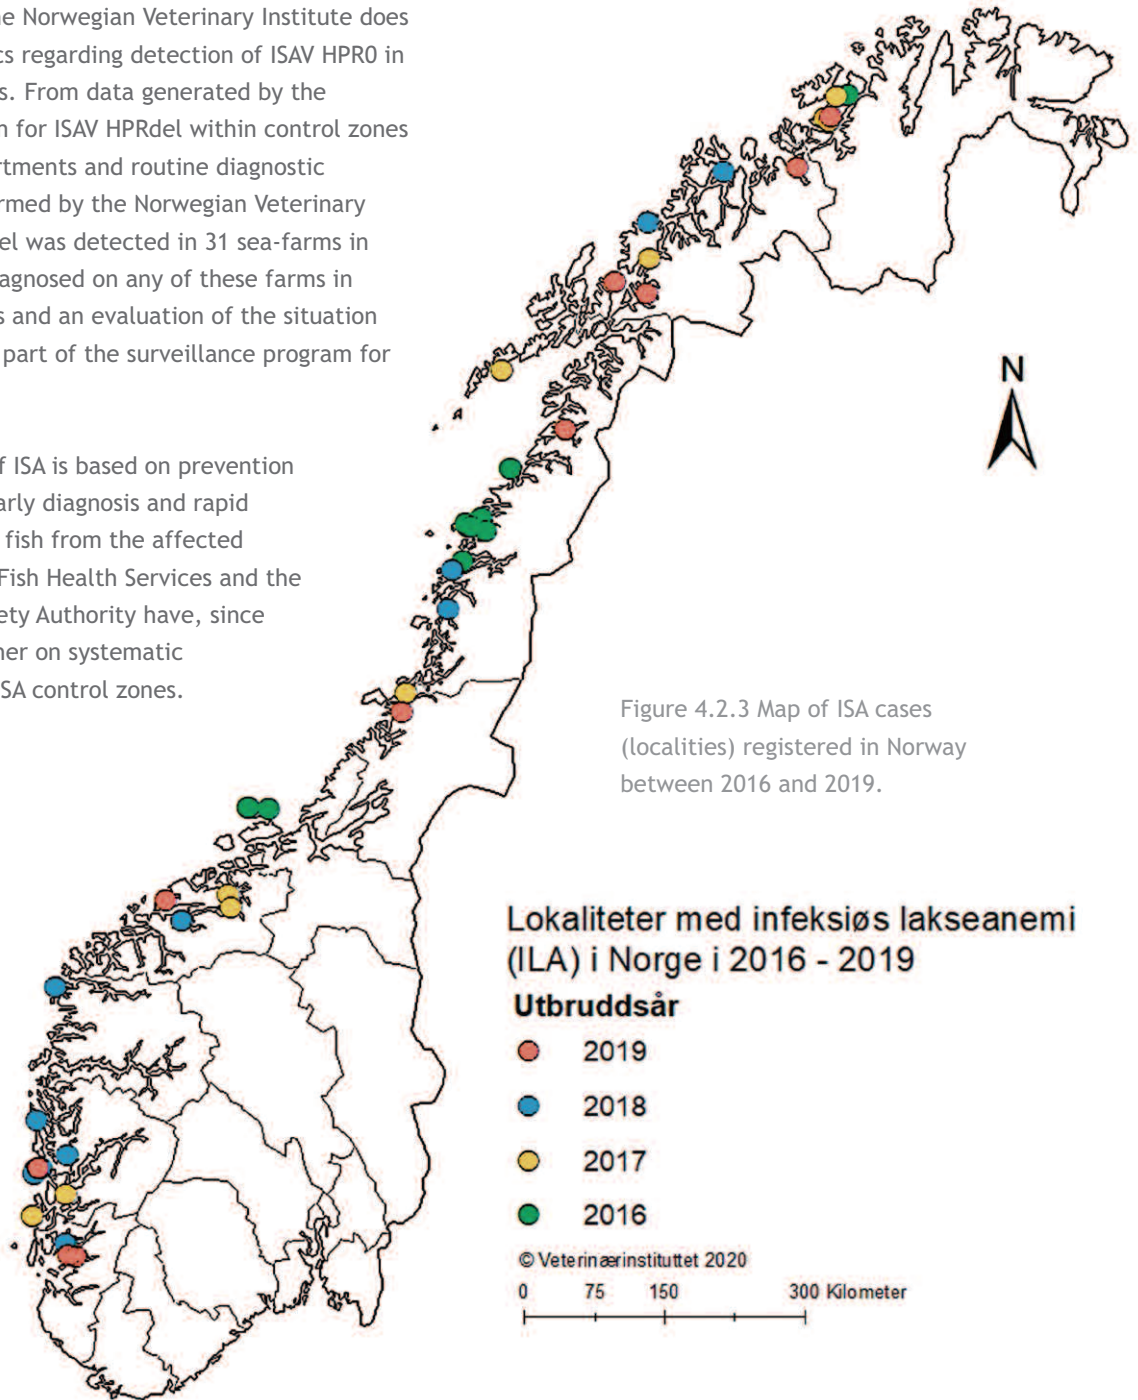 he Norwegian Veterinary Institute does
cs regarding detection of ISAV HPR0 in
s. From data generated by the
n for ISAV HPRdel within control zones
artments and routine diagnostic
rmed by the Norwegian Veterinary
el was detected in 31 sea-farms in
agnosed on any of these farms in
s and an evaluation of the situation
part of the surveillance program for
f ISA is based on prevention
arly diagnosis and rapid
fish from the affected
Fish Health Services and the
ety Authority have, since
her on systematic
SA control zones.
N
Figure 4.2.3 Map of ISA cases
(localities) registered in Norway
between 2016 and 2019.
Lokaliteter med infeksiøs lakseanemi
(ILA) i Norge i 2016 - 2019
Utbruddsår
2019
2018
2017
2016
© Veterinærinstituttet 2020
0 75 150 300 Kilometer